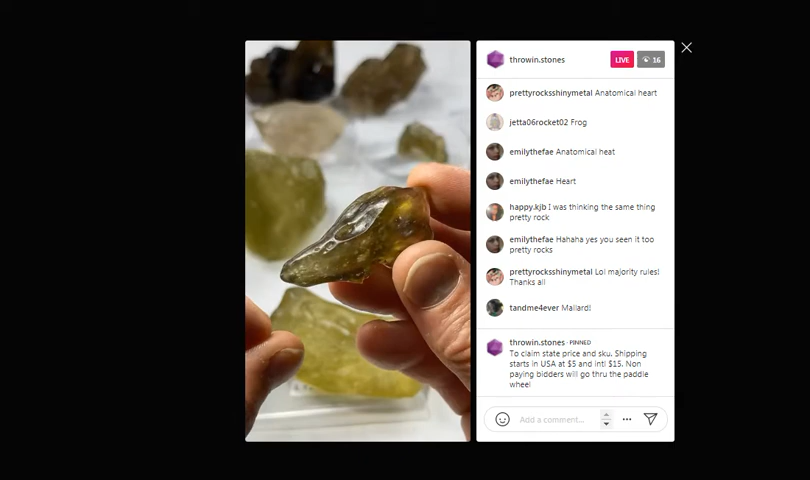 throwin.stones
LIVE
16
prettyrocksshinymetal Anatomical heart
jetta06rocket02 Frog
emilythefae Anatomical heat
emilythefae Heart
happy.kjb I was thinking the same thing
pretty rock
emilythefae Hahaha yes you seen it too
pretty rocks
prettyrocksshinymetal Lol majority rules!
Thanks all
tandme4ever Mallard!
throwin.stones · PINNED
To claim state price and sku. Shipping
starts in USA at $5 and intl $15. Non
paying bidders will go thru the paddle
wheel
Add a comment...